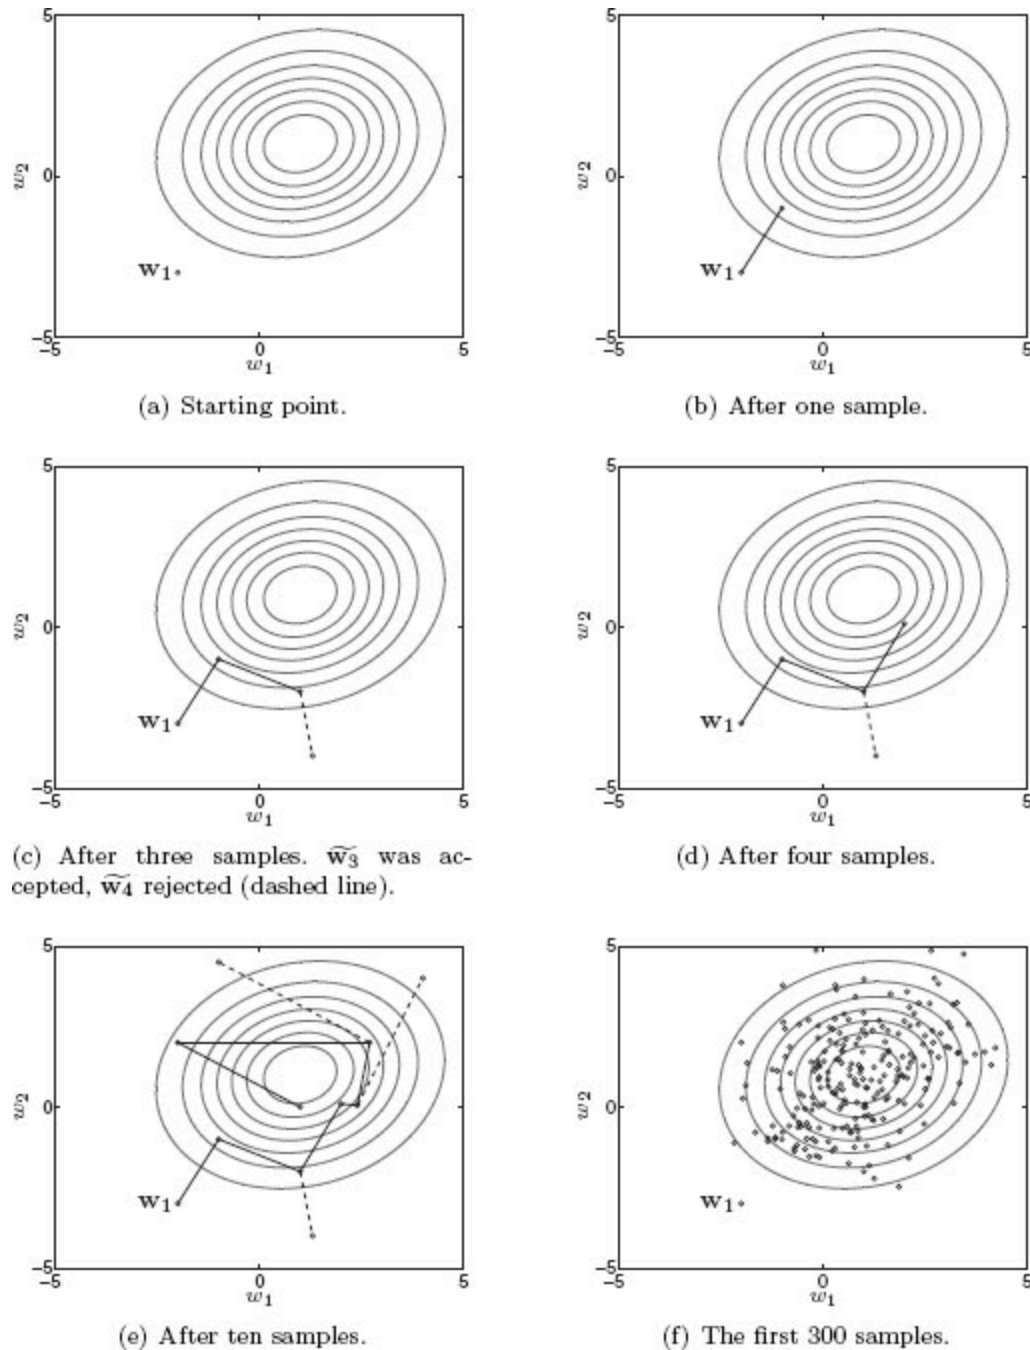 5
5
w2
0
w2
0
w1
w1
-5
-5
-5
0
5
-5
0
5
w1
w1
(a) Starting point.
(b) After one sample.
5
5
w2
0
w2
0
w1
w1
-5
-5
-5
0
5
-5
0
5
w1
w1
(c) After three samples. w̃3 was ac-
cepted, w̃4 rejected (dashed line).
(d) After four samples.
5
5
w2
0
w2
0
w1
w1
-5
-5
-5
0
5
-5
0
5
w1
w1
(e) After ten samples.
(f) The first 300 samples.